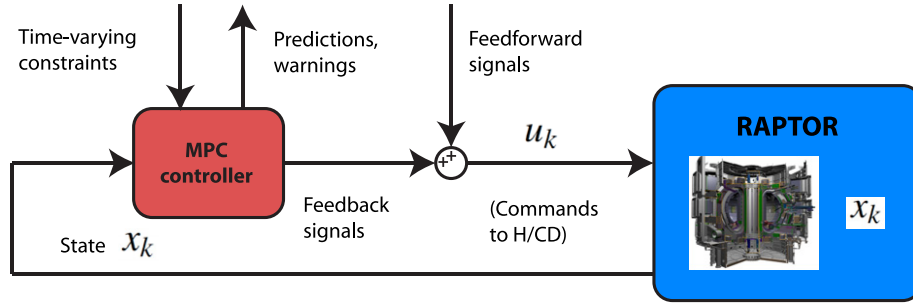 Time-varying
constraints
Predictions,
warnings
Feedforward
signals
MPC
controller
++
u_k
RAPTOR
x_k
Feedback
signals
(Commands
to H/CD)
State x_k